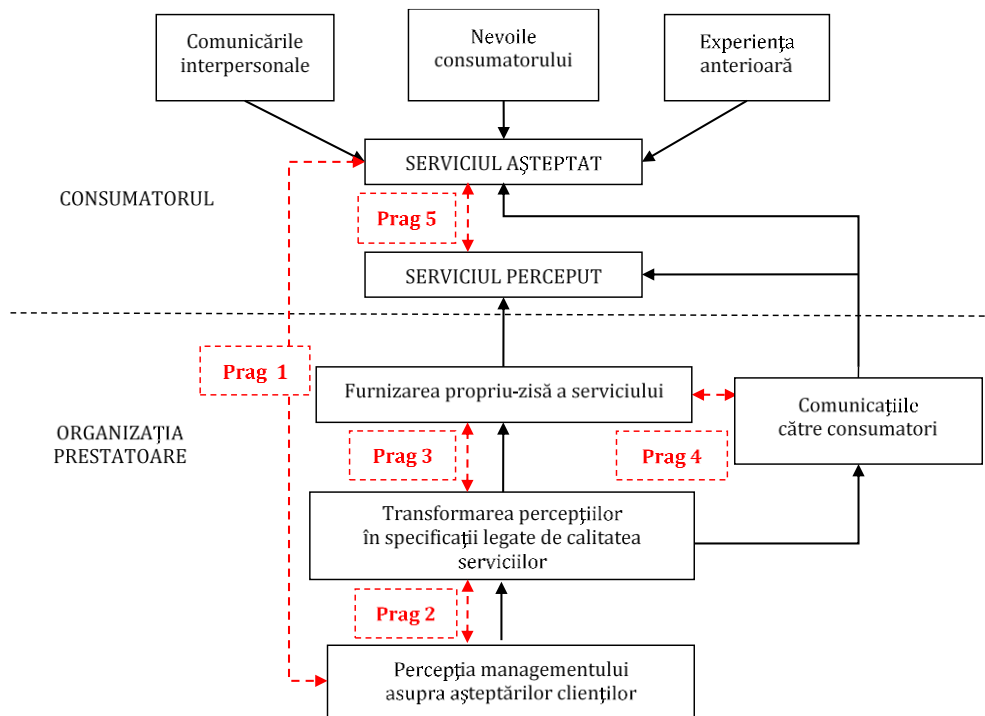 Comunicările
interpersonale
Nevoile
consumatorului
Experiența
anterioară
SERVICIUL AȘTEPTAT
CONSUMATORUL
Prag 5
SERVICIUL PERCEPUT
Prag 1
Furnizarea propriu-zisă a serviciului
Comunicațiile
către consumatori
ORGANIZAȚIA
PRESTATOARE
Prag 3
Prag 4
Transformarea percepțiilor
în specificații legate de calitatea
serviciilor
Prag 2
Percepția managementului
asupra așteptărilor clienților